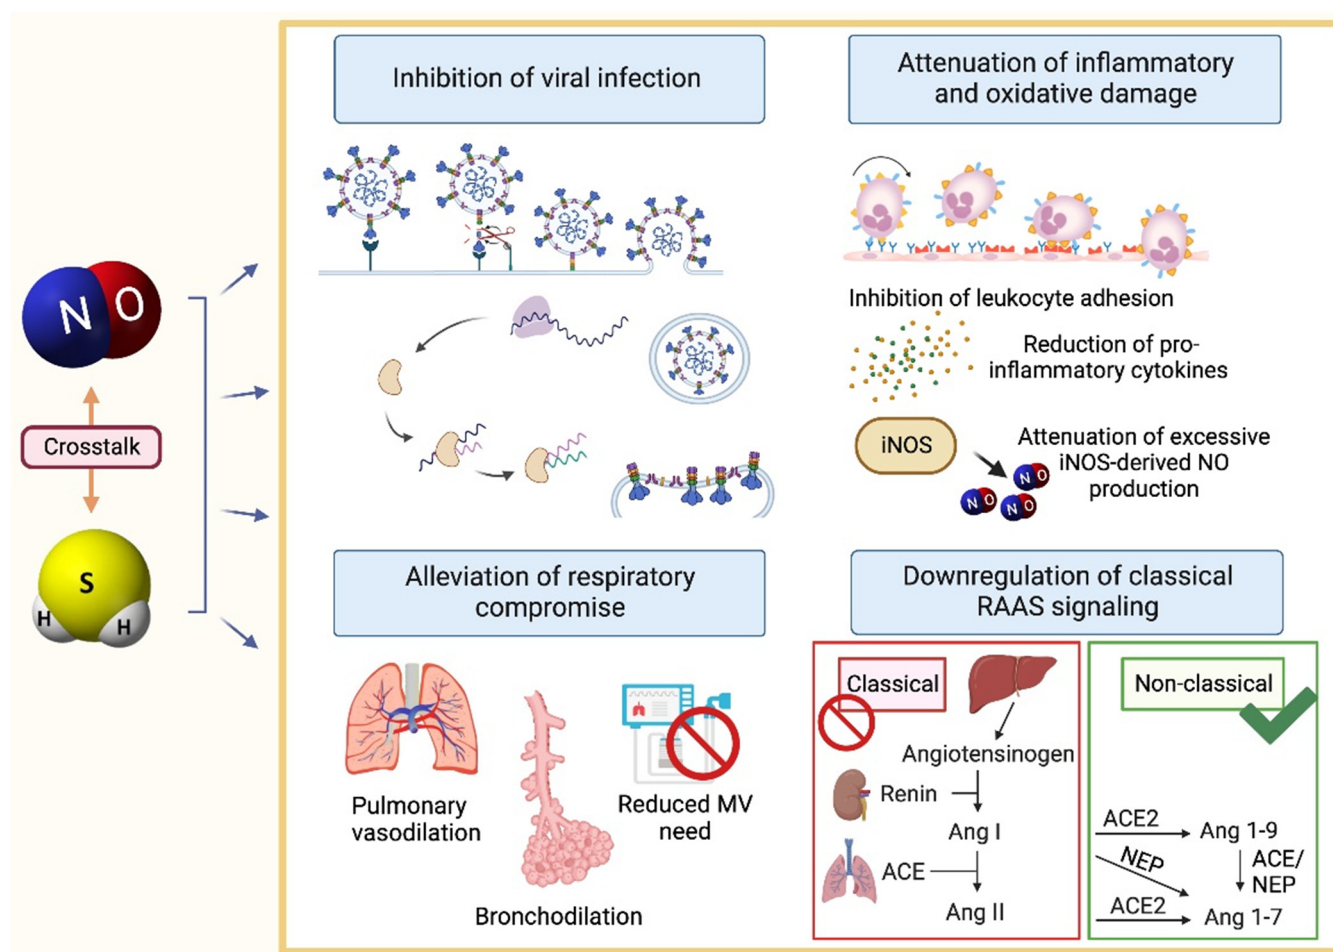 N O
Crosstalk
S
H
H
Inhibition of viral infection
Attenuation of inflammatory
and oxidative damage
Inhibition of leukocyte adhesion
Reduction of pro-
inflammatory cytokines
iNOS
Attenuation of excessive
iNOS-derived NO
production
N O
N O
N O
Alleviation of respiratory
compromise
Pulmonary
vasodilation
Bronchodilation
Reduced MV
need
Downregulation of classical
RAAS signaling
Classical
Angiotensinogen
Renin
Ang I
ACE
Ang II
Non-classical
ACE2
Ang 1-9
NEP
ACE/
NEP
ACE2
Ang 1-7